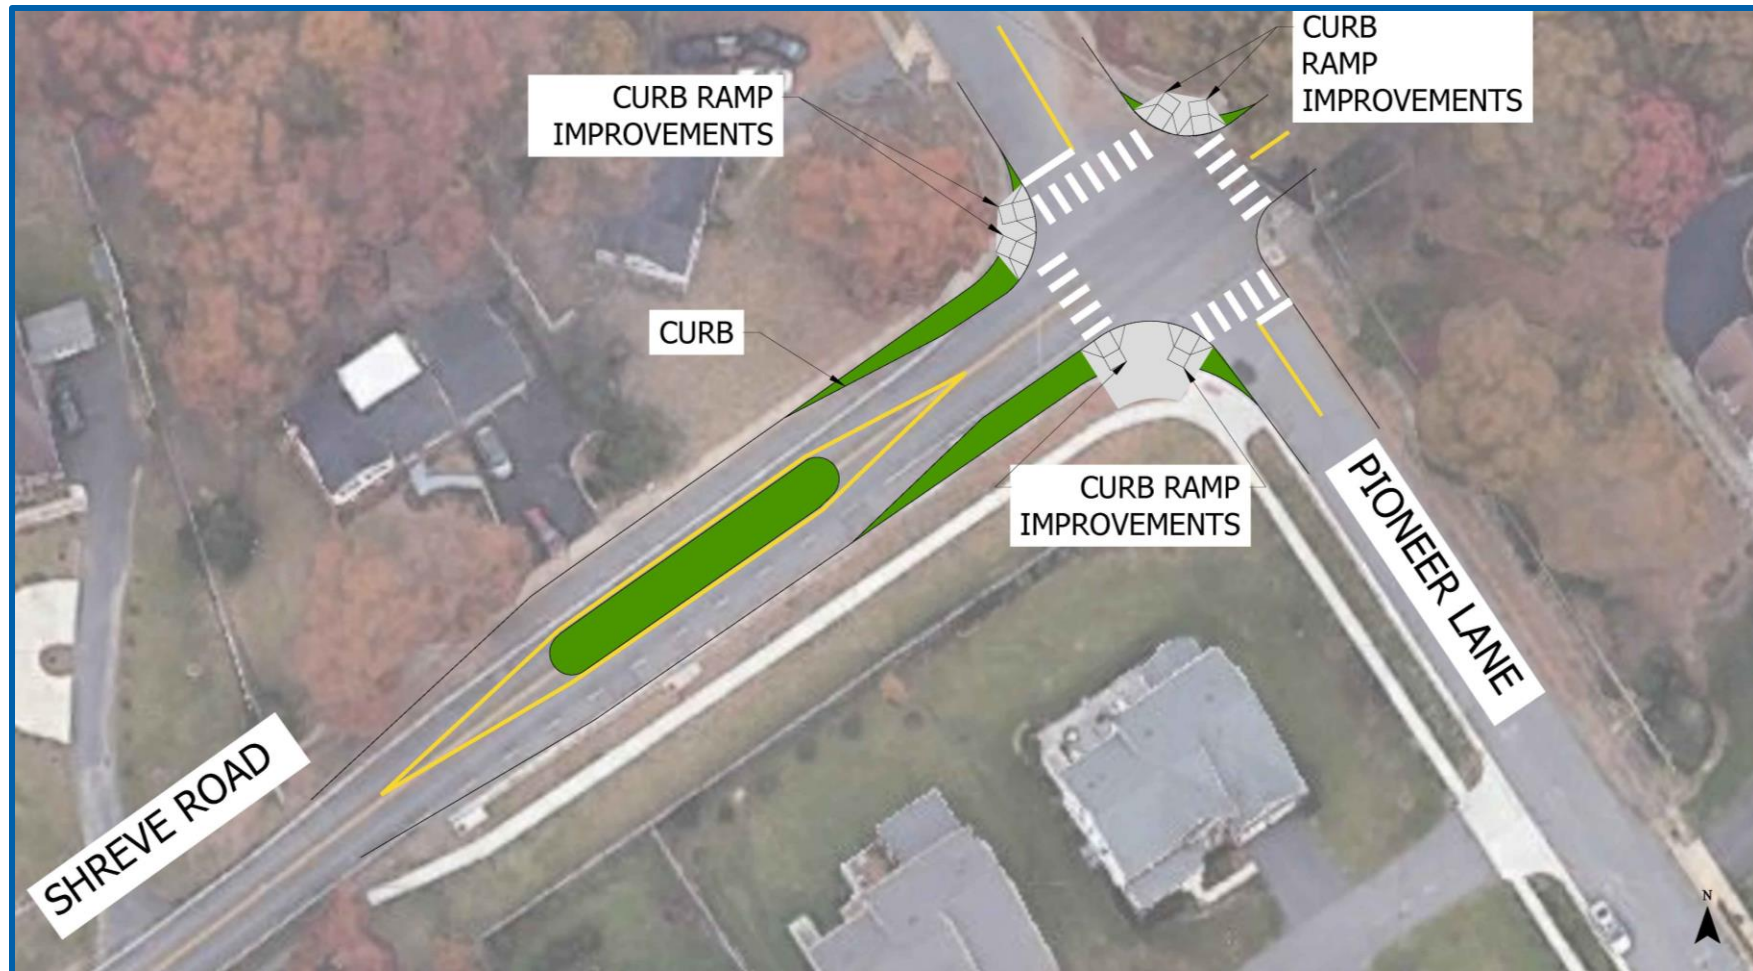 CURB
RAMP
IMPROVEMENTS
CURB RAMP
IMPROVEMENTS
CURB
CURB RAMP
IMPROVEMENTS
PIONEER LANE
SHREVE ROAD
N